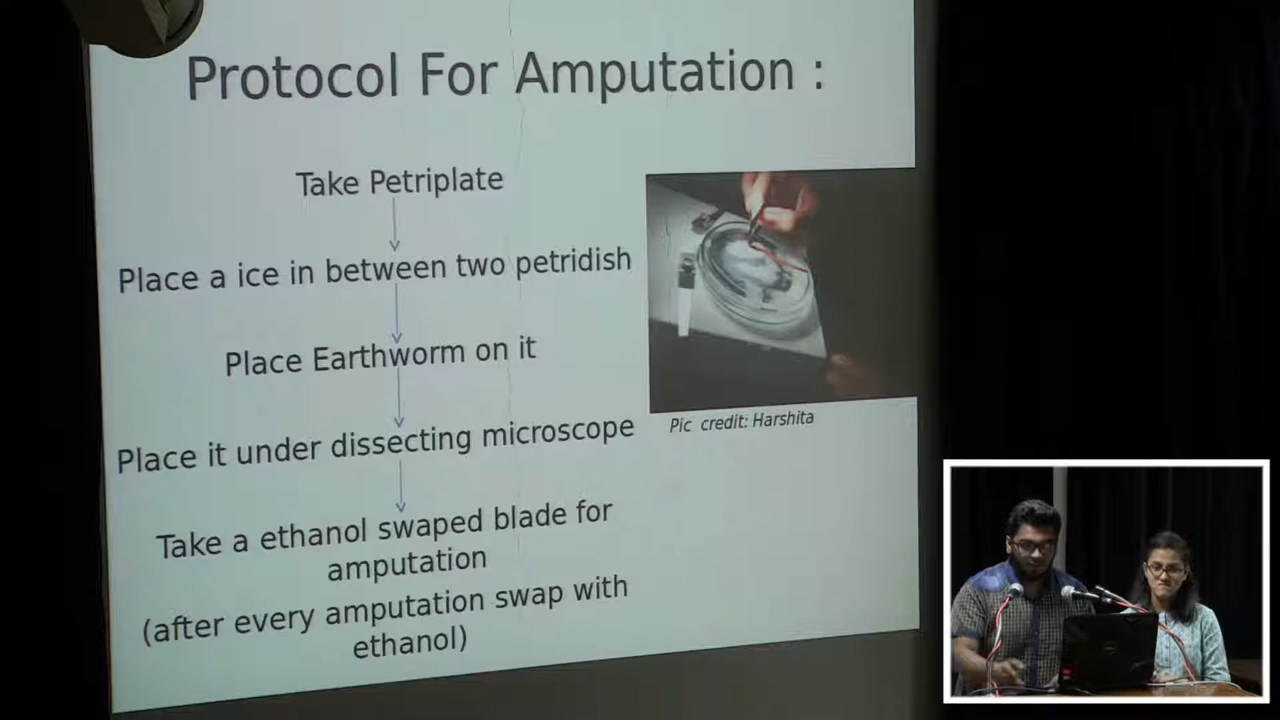 Protocol For Amputation :
Take Petriplate
Place a ice in between two petridish
Place Earthworm on it
Place it under dissecting microscope
Take a ethanol swaped blade for
amputation
(after every amputation swap with
ethanol)
Pic credit: Harshita